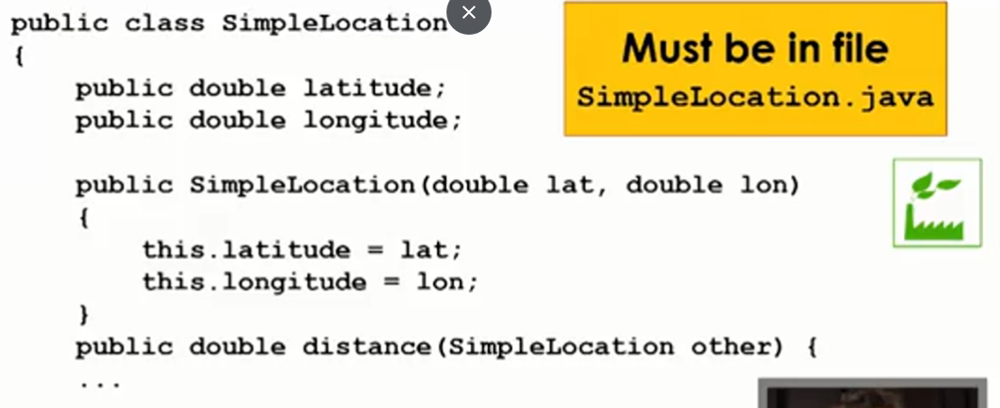 public class SimpleLocation
{
public double latitude;
public double longitude;
public SimpleLocation(double lat, double lon)
{
this.latitude = lat;
this.longitude = lon;
}
public double distance(SimpleLocation other) {
...
Must be in file
SimpleLocation.java